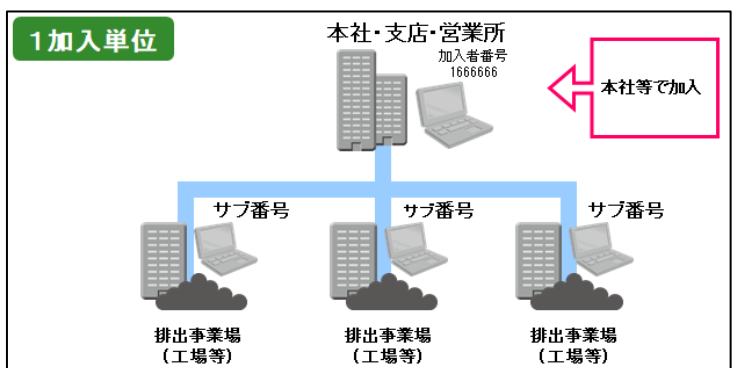 1加入単位
本社・支店・営業所
加入者番号
1666666
本社等で加入
サブ番号
サブ番号
サブ番号
排出事業場
(工場等)
排出事業場
(工場等)
排出事業場
(工場等)